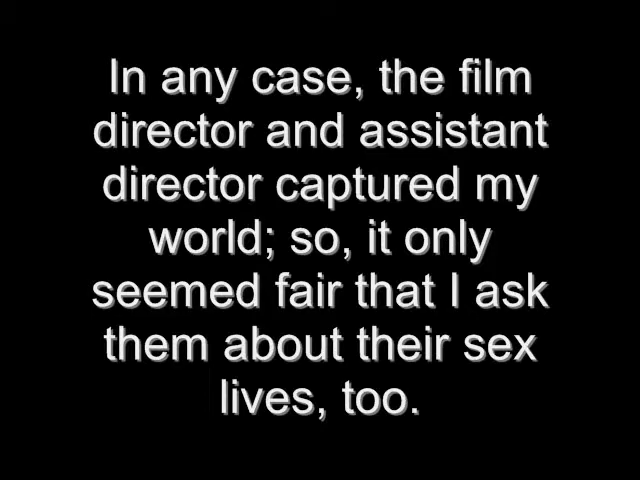 In any case, the film
director and assistant
director captured my
world; so, it only
seemed fair that I ask
them about their sex
lives, too.